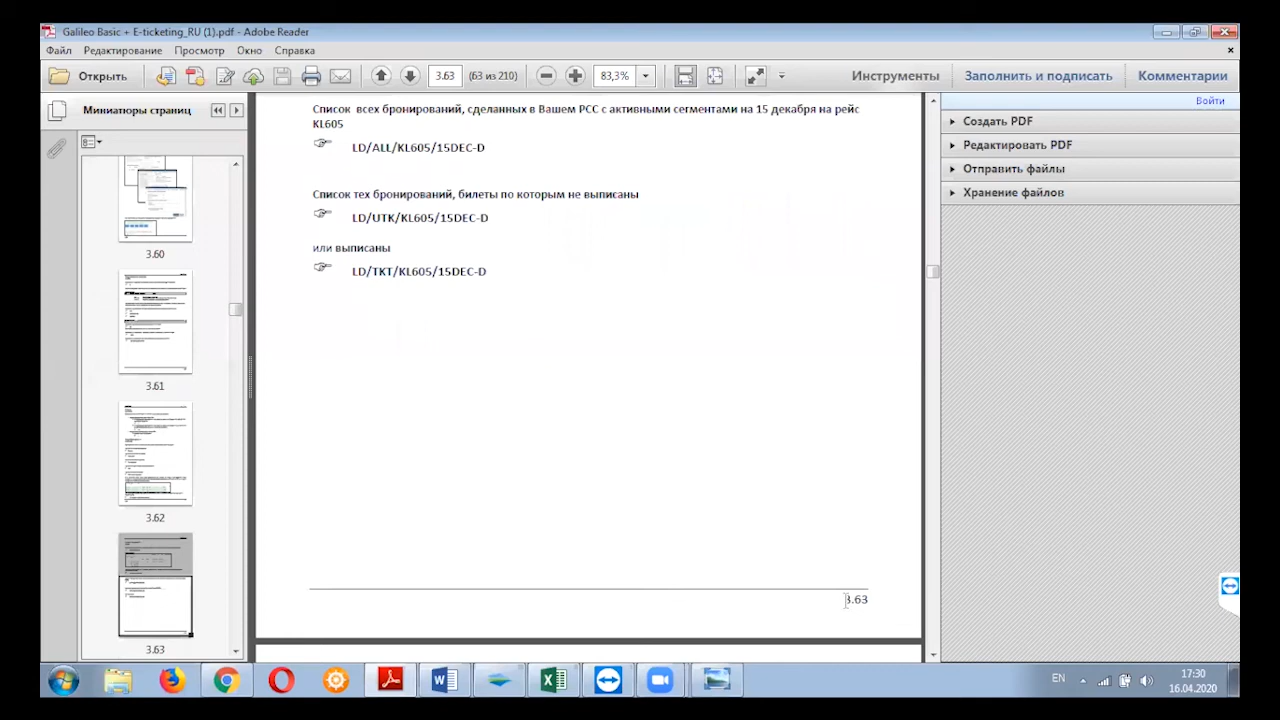 Galileo Basic + E-ticketing_RU (1).pdf - Adobe Reader
Файл Редактирование Просмотр Окно Справка
Открыть 3.63 (63 из 210) 83,3% Инструменты Заполнить и подписать Комментарии
Войти
Миниатюры страниц
3.60
3.61
3.62
3.63
Список всех бронирований, сделанных в Вашем PCC с активными сегментами на 15 декабря на рейс
KL605
LD/ALL/KL605/15DEC-D
Список тех бронирований, билеты по которым не выписаны
LD/UTK/KL605/15DEC-D
или выписаны
LD/TKT/KL605/15DEC-D
3.63
Создать PDF
Редактировать PDF
Отправить файлы
Хранение файлов
EN
17:30
16.04.2020